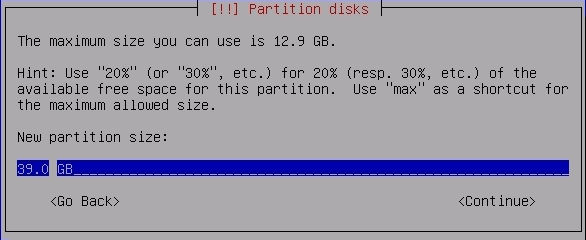 [!!] Partition disks
The maximum size you can use is 12.9 GB.
Hint: Use "20%" (or "30%", etc.) for 20% (resp. 30%, etc.) of the
available free space for this partition.  Use "max" as a shortcut for
the maximum allowed size.
New partition size:
39.0 GB
<Go Back> <Continue>